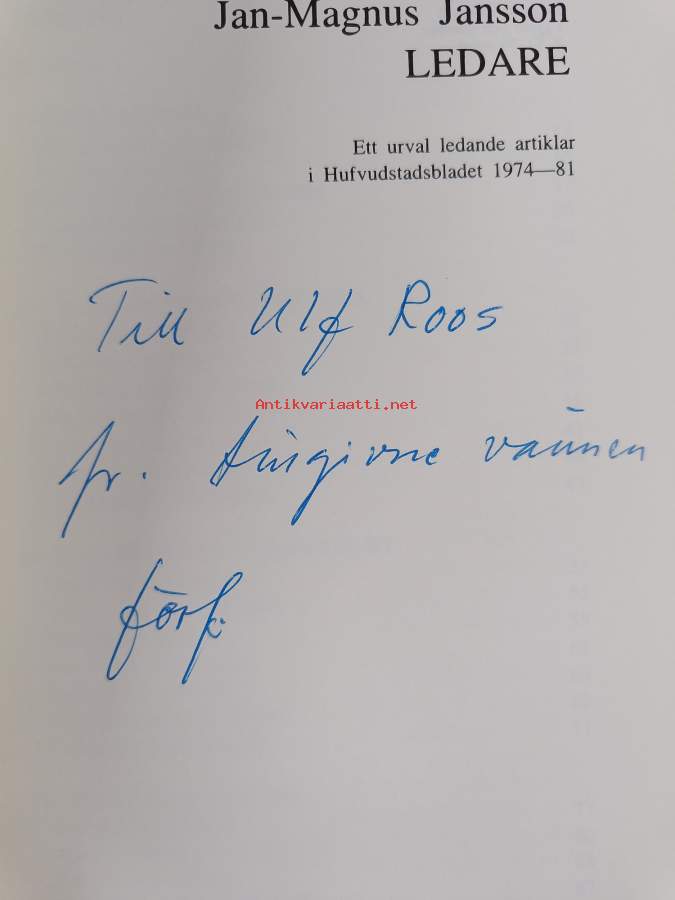 Jan-Magnus Jansson
LEDARE
Ett urval ledande artiklar
i Hufvudstadsbladet 1974—81
Till Ulf Roos
Antikvariaatti.net
fr. tillgivne vännen
förf.